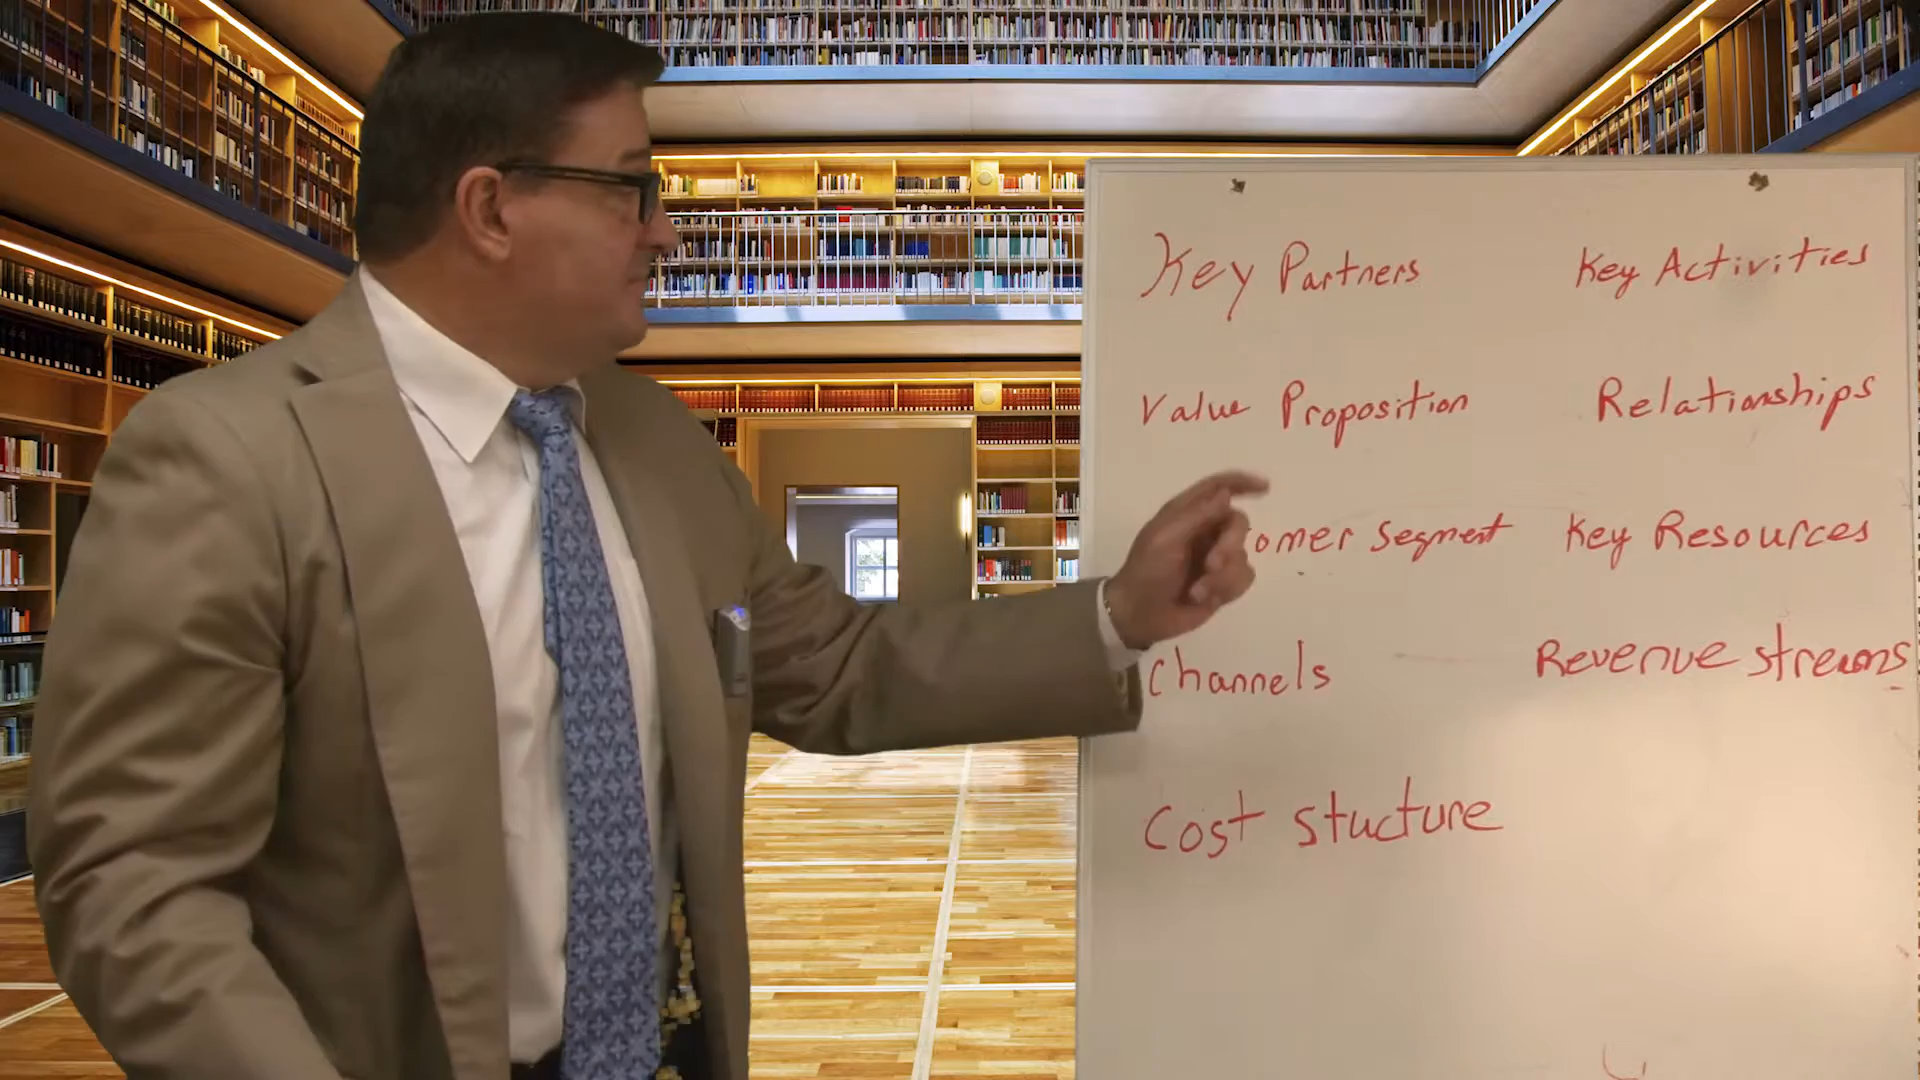 Key Partners
Key Activities
Value Proposition
Relationships
omer Segment
Key Resources
Channels
Revenue streams
Cost stucture